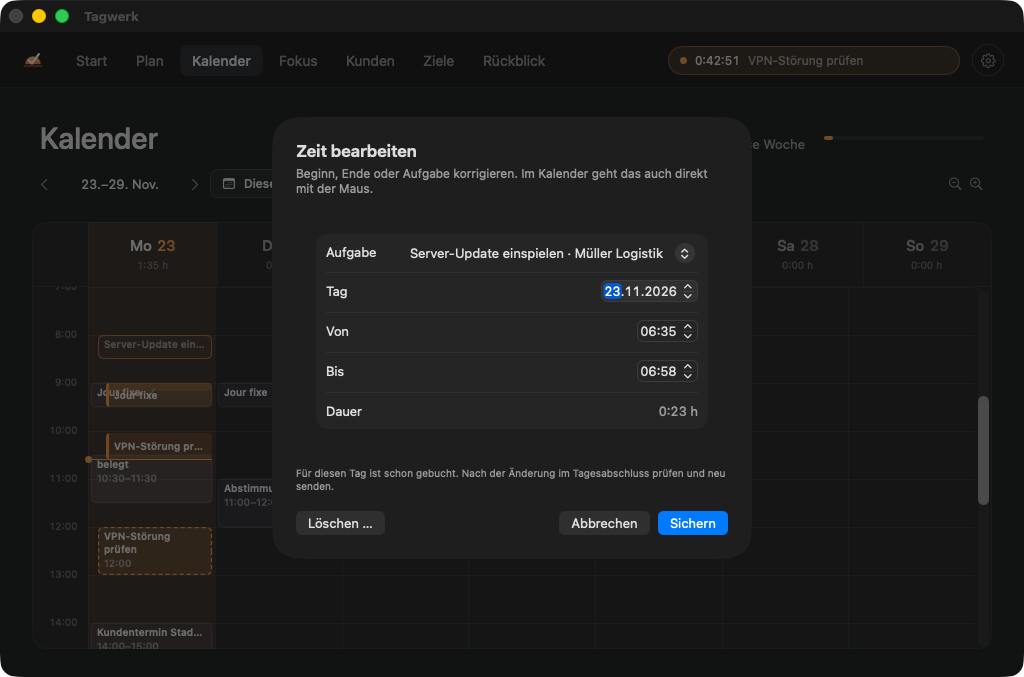 Tagwerk
Start
Plan
Kalender
Fokus
Kunden
Ziele
Rückblick
0:42:51 VPN-Störung prüfen
Kalender
Woche
23.–29. Nov.
Mo 23
1:35 h
Sa 28
0:00 h
So 29
0:00 h
8:00
9:00
10:00
11:00
12:00
13:00
14:00
Server-Update ein...
Jour fixe
Jour fixe
Jour fixe
VPN-Störung pr...
belegt
10:30–11:30
VPN-Störung
prüfen
12:00
Kundentermin Stad...
14:00–15:00
Zeit bearbeiten
Beginn, Ende oder Aufgabe korrigieren. Im Kalender geht das auch direkt
mit der Maus.
Aufgabe Server-Update einspielen · Müller Logistik
Tag 23.11.2026
Von 06:35
Bis 06:58
Dauer 0:23 h
Für diesen Tag ist schon gebucht. Nach der Änderung im Tagesabschluss prüfen und neu
senden.
Löschen ...
Abbrechen
Sichern